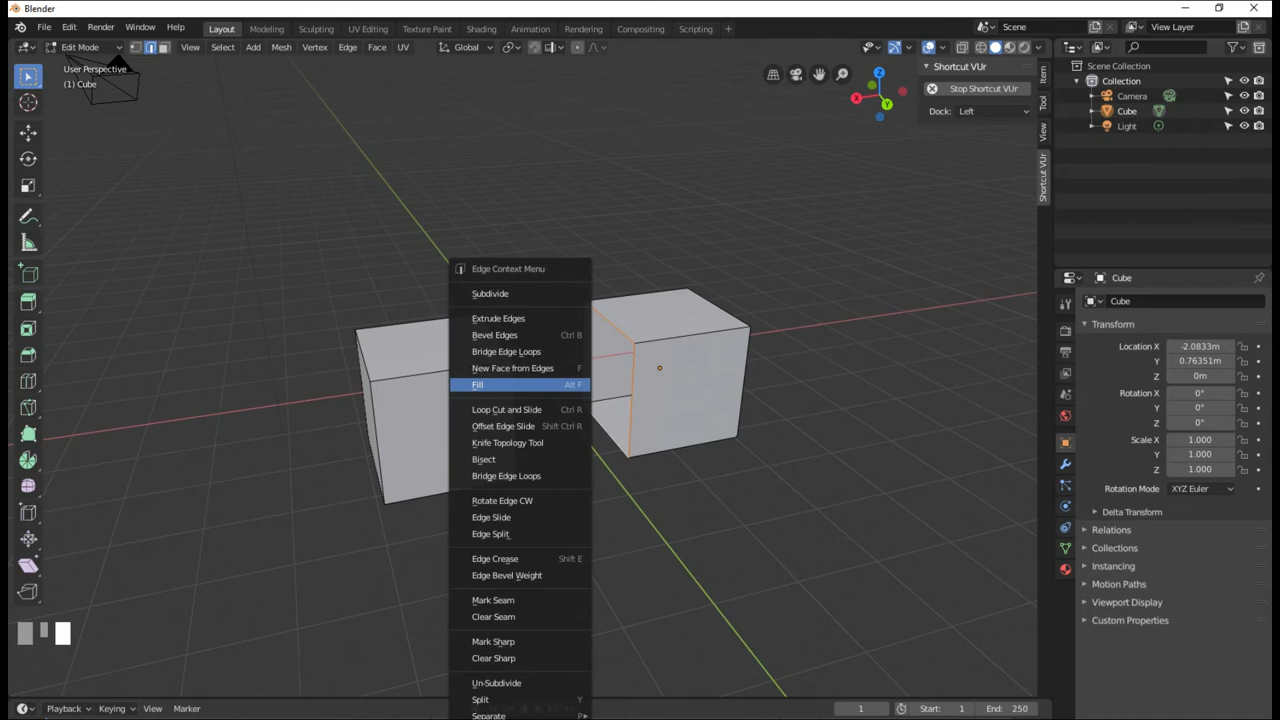 Blender
File Edit Render Window Help Layout Modeling Sculpting UV Editing Texture Paint Shading Animation Rendering Compositing Scripting Scene View Layer
Edit Mode View Select Add Mesh Vertex Edge Face UV Global
User Perspective
(1) Cube
Shortcut VUr
Stop Shortcut VUr
Dock: Left
Item
Tool
View
Shortcut VUr
Scene Collection
Collection
Camera
Cube
Light
Edge Context Menu
Subdivide
Extrude Edges
Bevel Edges Ctrl B
Bridge Edge Loops
New Face from Edges F
Fill Alt F
Loop Cut and Slide Ctrl R
Offset Edge Slide Shift Ctrl R
Knife Topology Tool
Bisect
Bridge Edge Loops
Rotate Edge CW
Edge Slide
Edge Split
Edge Crease Shift E
Edge Bevel Weight
Mark Seam
Clear Seam
Mark Sharp
Clear Sharp
Un-Subdivide
Split Y
Separate P
X
Y
Z
Cube
Cube
Transform
Location X -2.0833m
Y 0.76351m
Z 0m
Rotation X 0°
Y 0°
Z 0°
Scale X 1.000
Y 1.000
Z 1.000
Rotation Mode XYZ Euler
Delta Transform
Relations
Collections
Instancing
Motion Paths
Viewport Display
Custom Properties
Playback Keying View Marker 1 Start: 1 End: 250